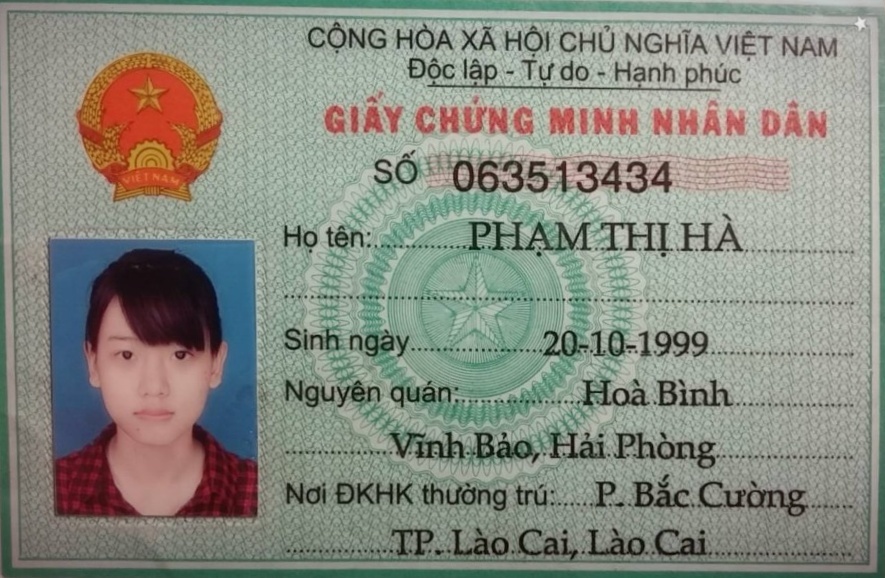 CỘNG HÒA XÃ HỘI CHỦ NGHĨA VIỆT NAM
Độc lập - Tự do - Hạnh phúc
GIẤY CHỨNG MINH NHÂN DÂN
SỐ 063513434
VIỆT NAM
Họ tên: PHẠM THỊ HÀ
Sinh ngày 20-10-1999
Nguyên quán: Hoà Bình
Vĩnh Bảo, Hải Phòng
Nơi ĐKHK thường trú: P. Bắc Cường
TP. Lào Cai, Lào Cai